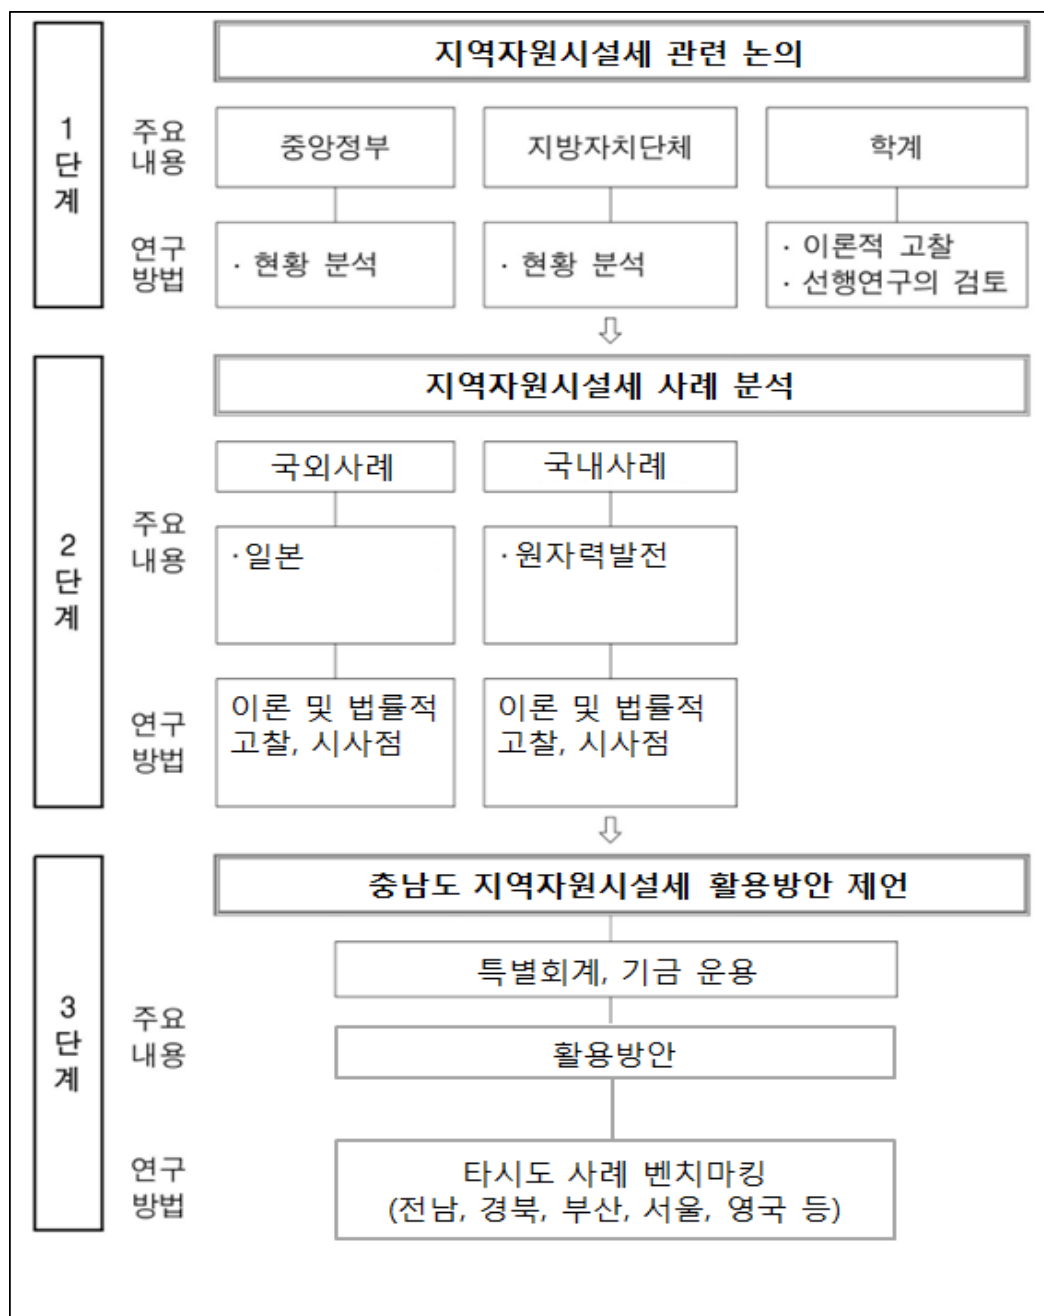 지역자원시설세 관련 논의
1
단
계
주요
내용
중앙정부
지방자치단체
학계
연구
방법
· 현황 분석
· 현황 분석
· 이론적 고찰
· 선행연구의 검토
⇩
지역자원시설세 사례 분석
2
단
계
국외사례
국내사례
주요
내용
·일본
·원자력발전
연구
방법
이론 및 법률적
고찰, 시사점
이론 및 법률적
고찰, 시사점
⇩
충남도 지역자원시설세 활용방안 제언
3
단
계
특별회계, 기금 운용
주요
내용
활용방안
연구
방법
타시도 사례 벤치마킹
(전남, 경북, 부산, 서울, 영국 등)